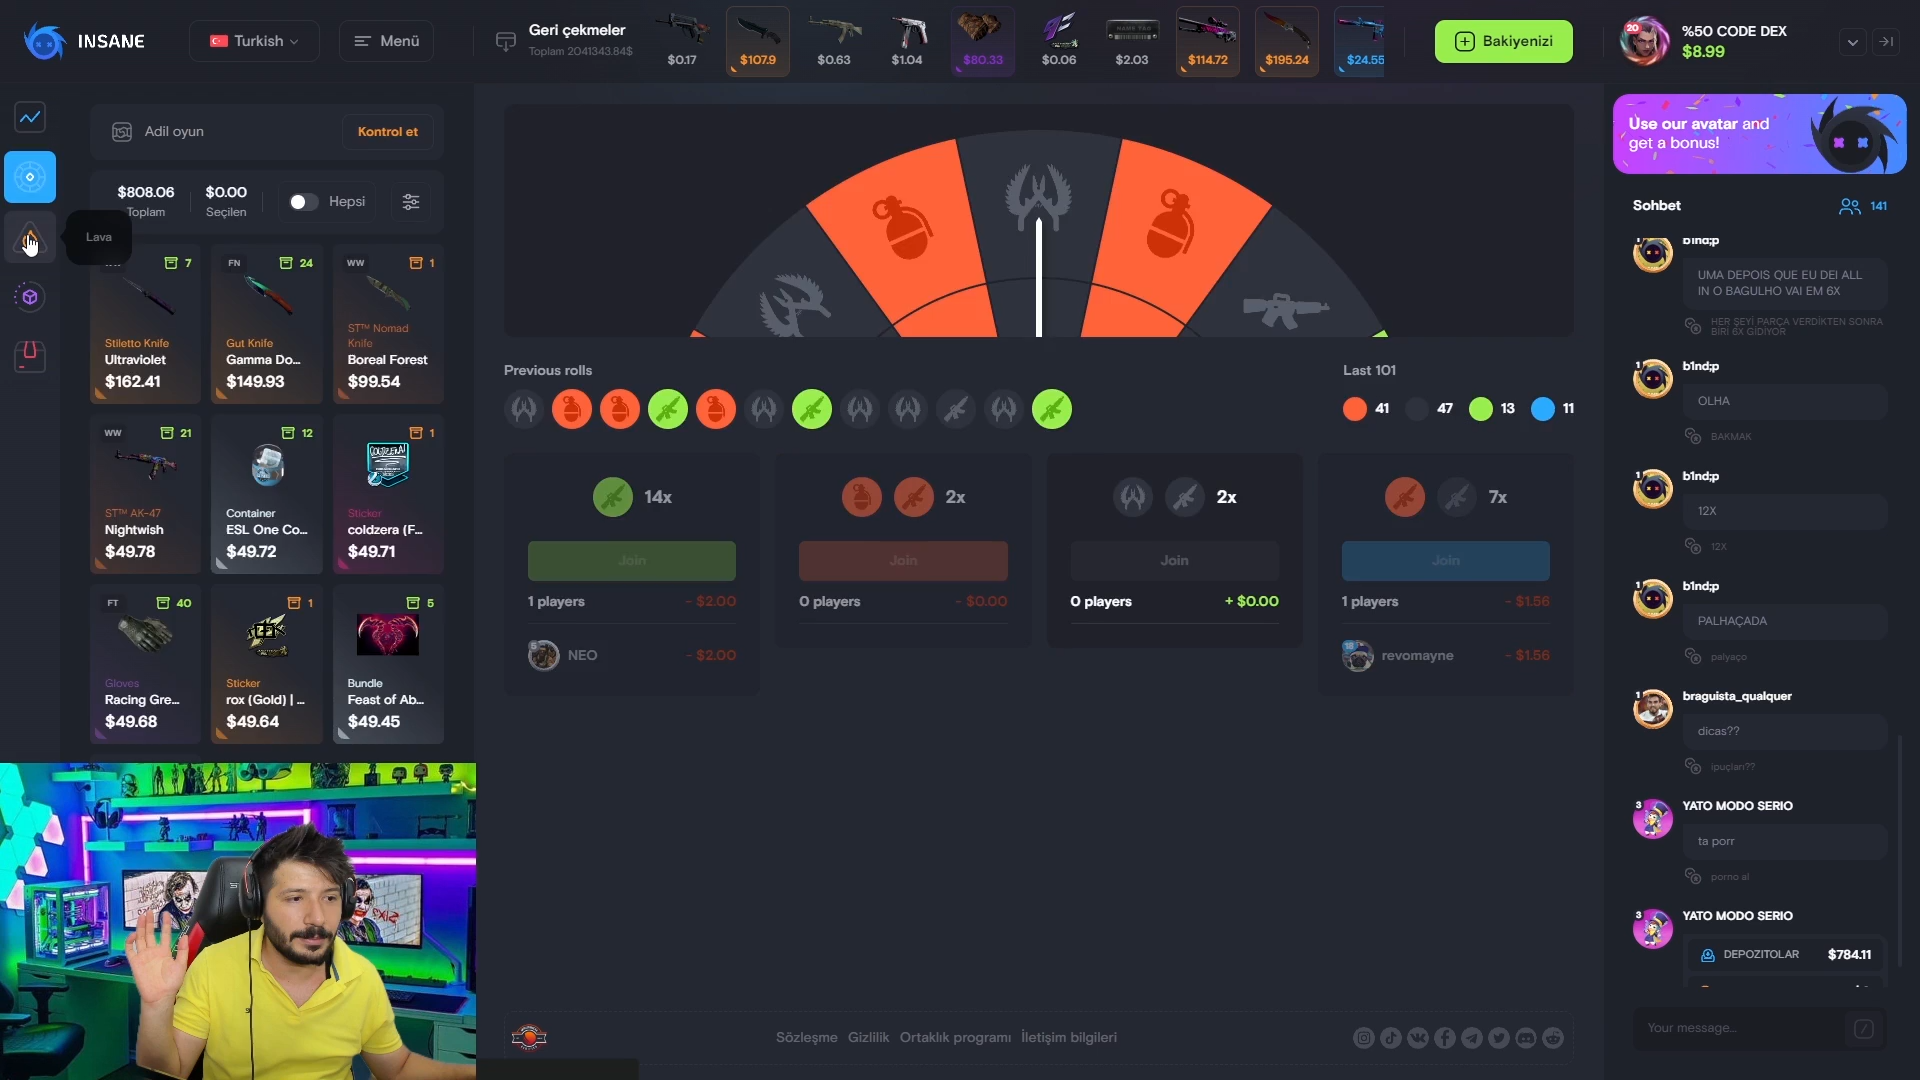 INSANE
Turkish
Menü
Geri çekmeler
Toplam 2041343.84$
$0.17
$107.9
$0.63
$1.04
$80.33
$0.06
$2.03
$114.72
$195.24
$24.55
Bakiyenizi
20
%50 CODE DEX
$8.99
Adil oyun
Kontrol et
$808.06
Toplam
$0.00
Seçilen
Hepsi
Lava
7
FN
24
WW
1
Stiletto Knife
Ultraviolet
$162.41
Gut Knife
Gamma Do...
$149.93
ST™ Nomad
Knife
Boreal Forest
$99.54
WW
21
12
1
ST™ AK-47
Nightwish
$49.78
Container
ESL One Co...
$49.72
Sticker
coldzera (F...
$49.71
FT
40
1
5
Gloves
Racing Gre...
$49.68
Sticker
rox (Gold) | ...
$49.64
Bundle
Feast of Ab...
$49.45
Previous rolls
Last 101
41
47
13
11
14x
Join
1 players
- $2.00
NEO
- $2.00
2x
Join
0 players
- $0.00
2x
Join
0 players
+ $0.00
7x
Join
1 players
- $1.56
revomayne
- $1.56
Sözleşme
Gizlilik
Ortaklık programı
İletişim bilgileri
Use our avatar and
get a bonus!
Sohbet
141
b1nd;p
UMA DEPOIS QUE EU DEI ALL
IN O BAGULHO VAI EM 6X
HER ŞEYİ PARÇA VERDİKTEN SONRA
BİRİ 6X GİDİYOR
b1nd;p
OLHA
BAKMAK
b1nd;p
12X
12X
b1nd;p
PALHAÇADA
palyaço
braguista_qualquer
dicas??
ipuçları??
3
YATO MODO SERIO
ta porr
porno al
3
YATO MODO SERIO
DEPOZITOLAR
$784.11
Your message...